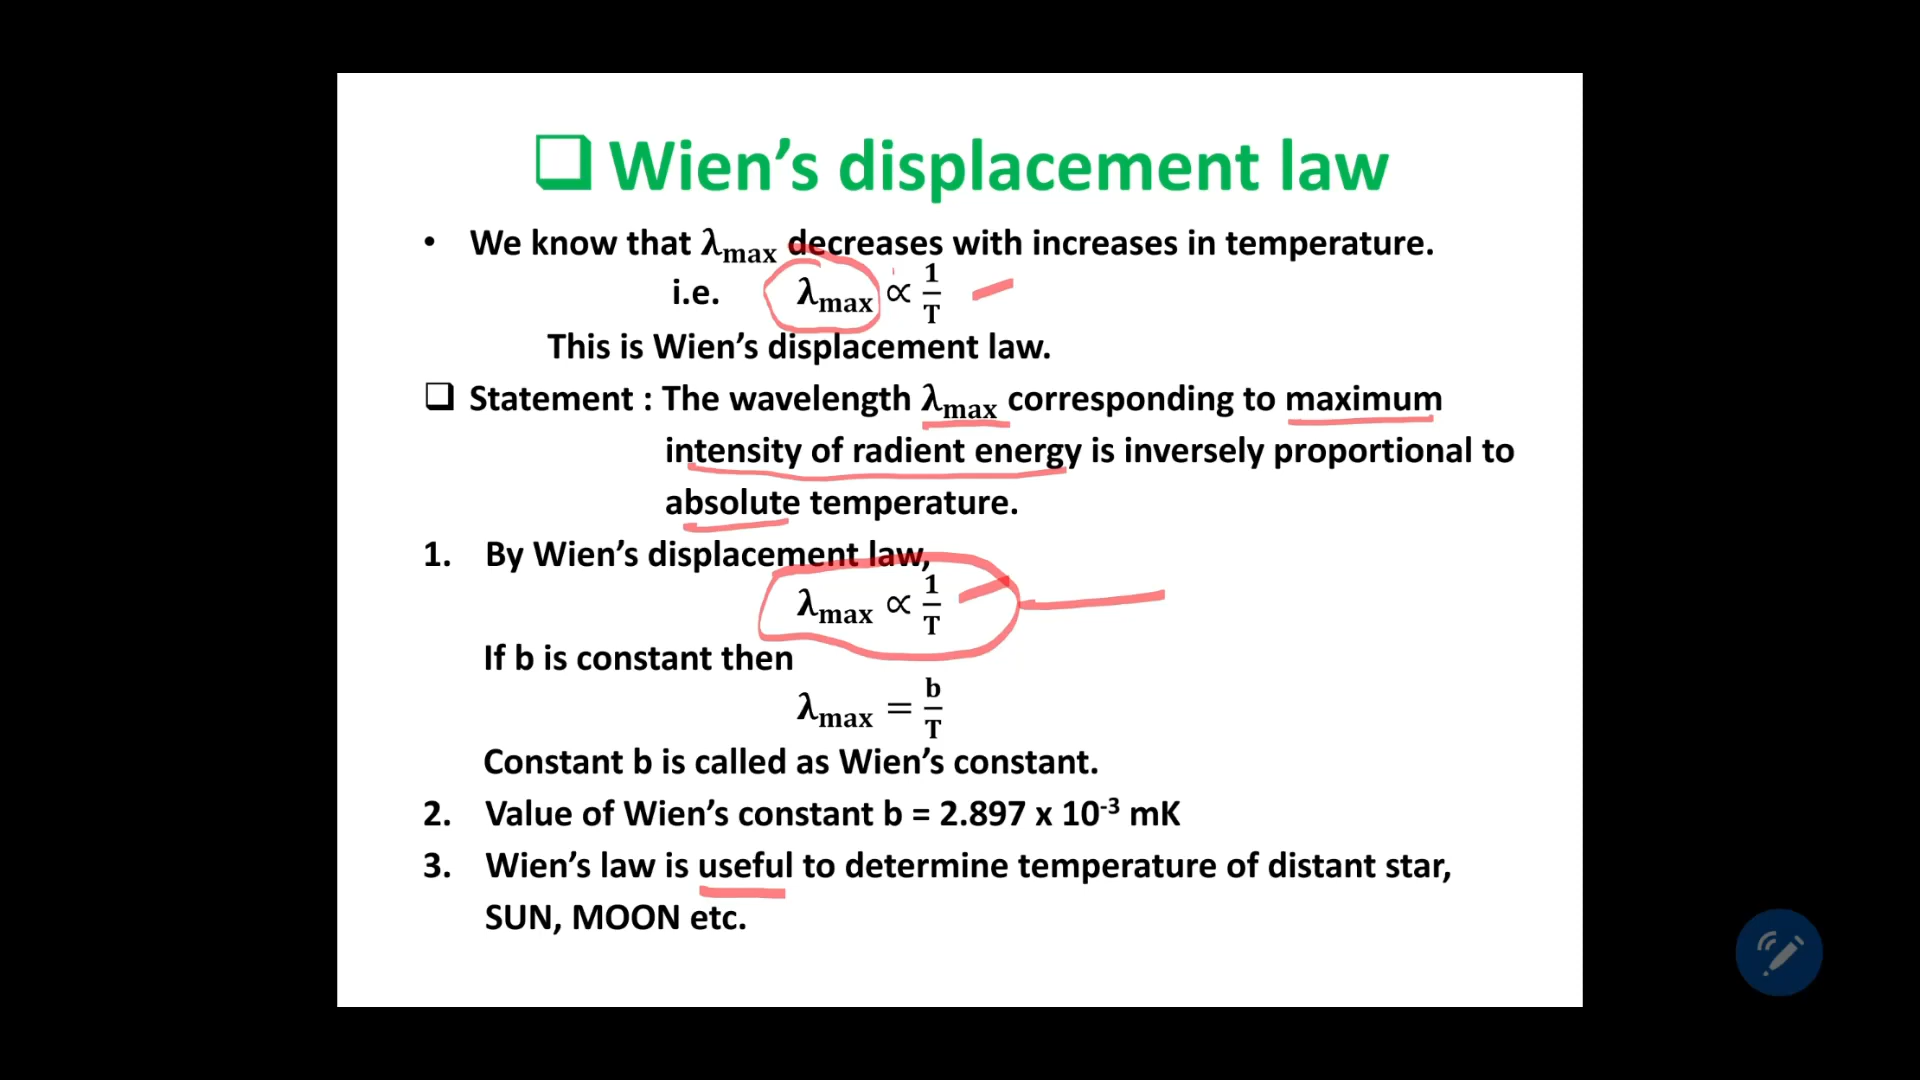 ❑ Wien’s displacement law
• We know that λmax decreases with increases in temperature.
i.e. λmax ∝ 1/T
This is Wien’s displacement law.
❑ Statement : The wavelength λmax corresponding to maximum
intensity of radient energy is inversely proportional to
absolute temperature.
1. By Wien’s displacement law,
λmax ∝ 1/T
If b is constant then
λmax = b/T
Constant b is called as Wien’s constant.
2. Value of Wien’s constant b = 2.897 x 10⁻³ mK
3. Wien’s law is useful to determine temperature of distant star,
SUN, MOON etc.